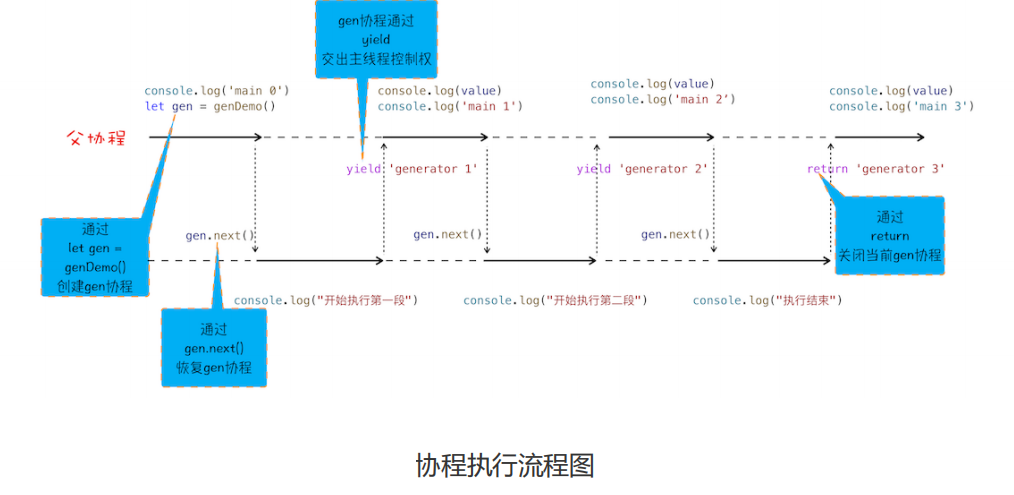 gen协程通过
yield
交出主线程控制权
console.log('main 0')
let gen = genDemo()
console.log(value)
console.log('main 1')
console.log(value)
console.log('main 2')
console.log(value)
console.log('main 3')
父协程
yield 'generator 1'
yield 'generator 2'
return 'generator 3'
通过
let gen =
genDemo()
创建gen协程
gen.next()
gen.next()
gen.next()
通过
return
关闭当前gen协程
console.log("开始执行第一段")
console.log("开始执行第二段")
console.log("执行结束")
通过
gen.next()
恢复gen协程
协程执行流程图